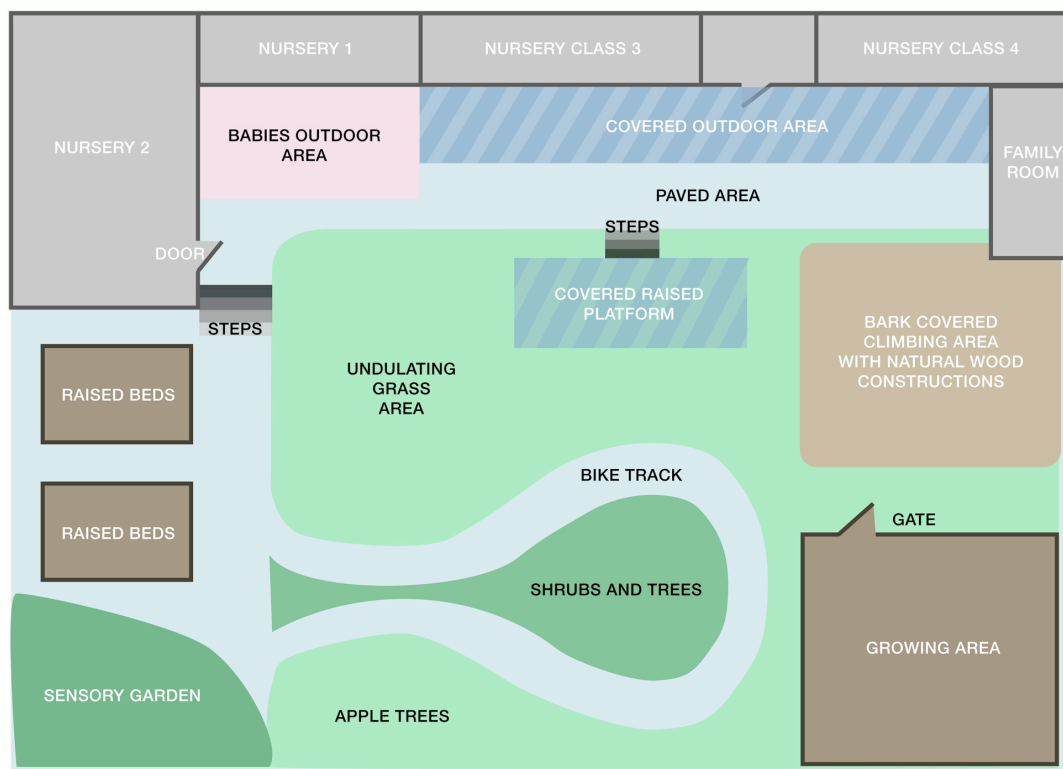 NURSERY 1
NURSERY CLASS 3
NURSERY CLASS 4
NURSERY 2
BABIES OUTDOOR
AREA
COVERED OUTDOOR AREA
FAMILY
ROOM
PAVED AREA
STEPS
DOOR
STEPS
COVERED RAISED
PLATFORM
BARK COVERED
CLIMBING AREA
WITH NATURAL WOOD
CONSTRUCTIONS
UNDULATING
GRASS
AREA
RAISED BEDS
BIKE TRACK
RAISED BEDS
GATE
SHRUBS AND TREES
GROWING AREA
SENSORY GARDEN
APPLE TREES